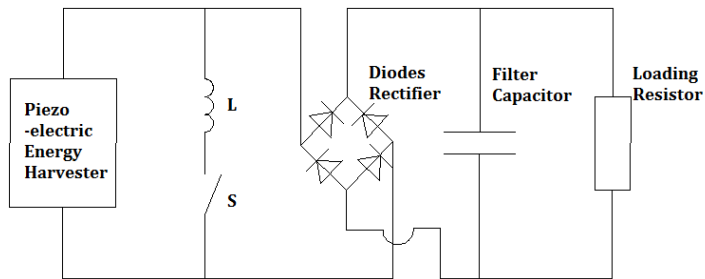 Piezo
-electric
Energy
Harvester
L
S
Diodes
Rectifier
Filter
Capacitor
Loading
Resistor